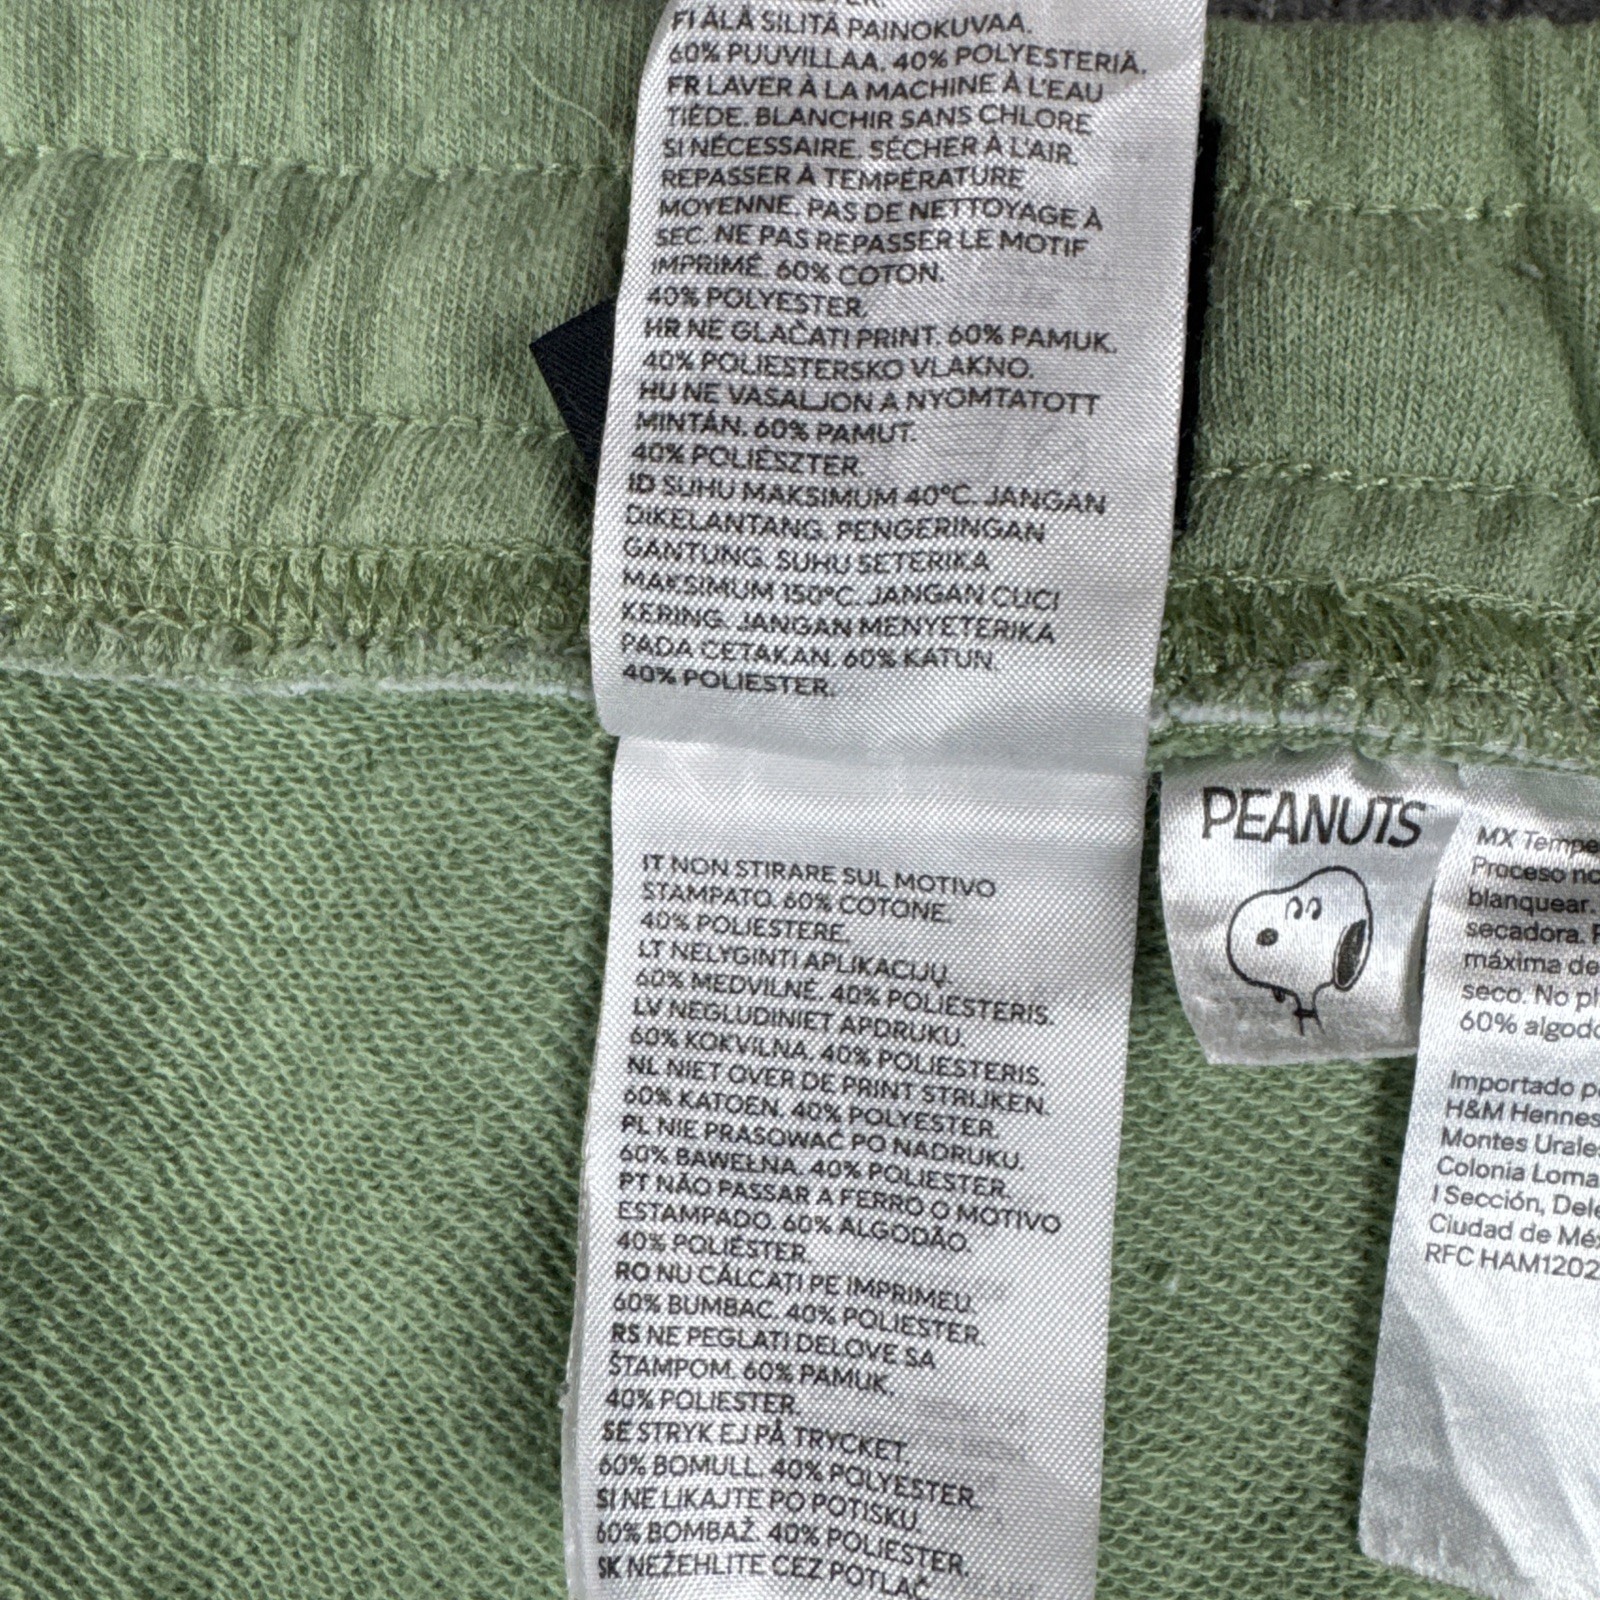 FI ÄLÄ SILITÄ PAINOKUVAA.
60% PUUVILLAA. 40% POLYESTERIÄ.
FR LAVER À LA MACHINE À L'EAU
TIÈDE. BLANCHIR SANS CHLORE
SI NÉCESSAIRE. SÉCHER À L'AIR.
REPASSER À TEMPÉRATURE
MOYENNE. PAS DE NETTOYAGE À
SEC. NE PAS REPASSER LE MOTIF
IMPRIMÉ. 60% COTON.
40% POLYESTER.
HR NE GLAČATI PRINT. 60% PAMUK.
40% POLIESTERSKO VLAKNO.
HU NE VASALJON A NYOMTATOTT
MINTÁN. 60% PAMUT.
40% POLIÉSZTER.
ID SUHU MAKSIMUM 40°C. JANGAN
DIKELANTANG. PENGERINGAN
GANTUNG. SUHU SETERIKA
MAKSIMUM 150°C. JANGAN CUCI
KERING. JANGAN MENYETERIKA
PADA CETAKAN. 60% KATUN.
40% POLIESTER.
IT NON STIRARE SUL MOTIVO
STAMPATO. 60% COTONE.
40% POLIESTERE.
LT NELYGINTI APLIKACIJŲ.
60% MEDVILNĖ. 40% POLIESTERIS.
LV NEGLUDINIET APDRUKU.
60% KOKVILNA. 40% POLIESTERIS.
NL NIET OVER DE PRINT STRIJKEN.
60% KATOEN. 40% POLYESTER.
PL NIE PRASOWAĆ PO NADRUKU.
60% BAWEŁNA. 40% POLIESTER.
PT NÃO PASSAR A FERRO O MOTIVO
ESTAMPADO. 60% ALGODÃO.
40% POLIÉSTER.
RO NU CĂLCAȚI PE IMPRIMEU.
60% BUMBAC. 40% POLIESTER.
RS NE PEGLATI DELOVE SA
ŠTAMPOM. 60% PAMUK.
40% POLIESTER.
SE STRYK EJ PÅ TRYCKET.
60% BOMULL. 40% POLYESTER.
SI NE LIKAJTE PO POTISKU.
60% BOMBAŽ. 40% POLIESTER.
SK NEŽEHLITE CEZ POTLAČ.
PEANUTS
MX Tempe
Proceso no
blanquear.
secadora. P
máxima de
seco. No pl
60% algodó
Importado po
H&M Hennes
Montes Urales
Colonia Loma
I Sección, Dele
Ciudad de Méx
RFC HAM1202